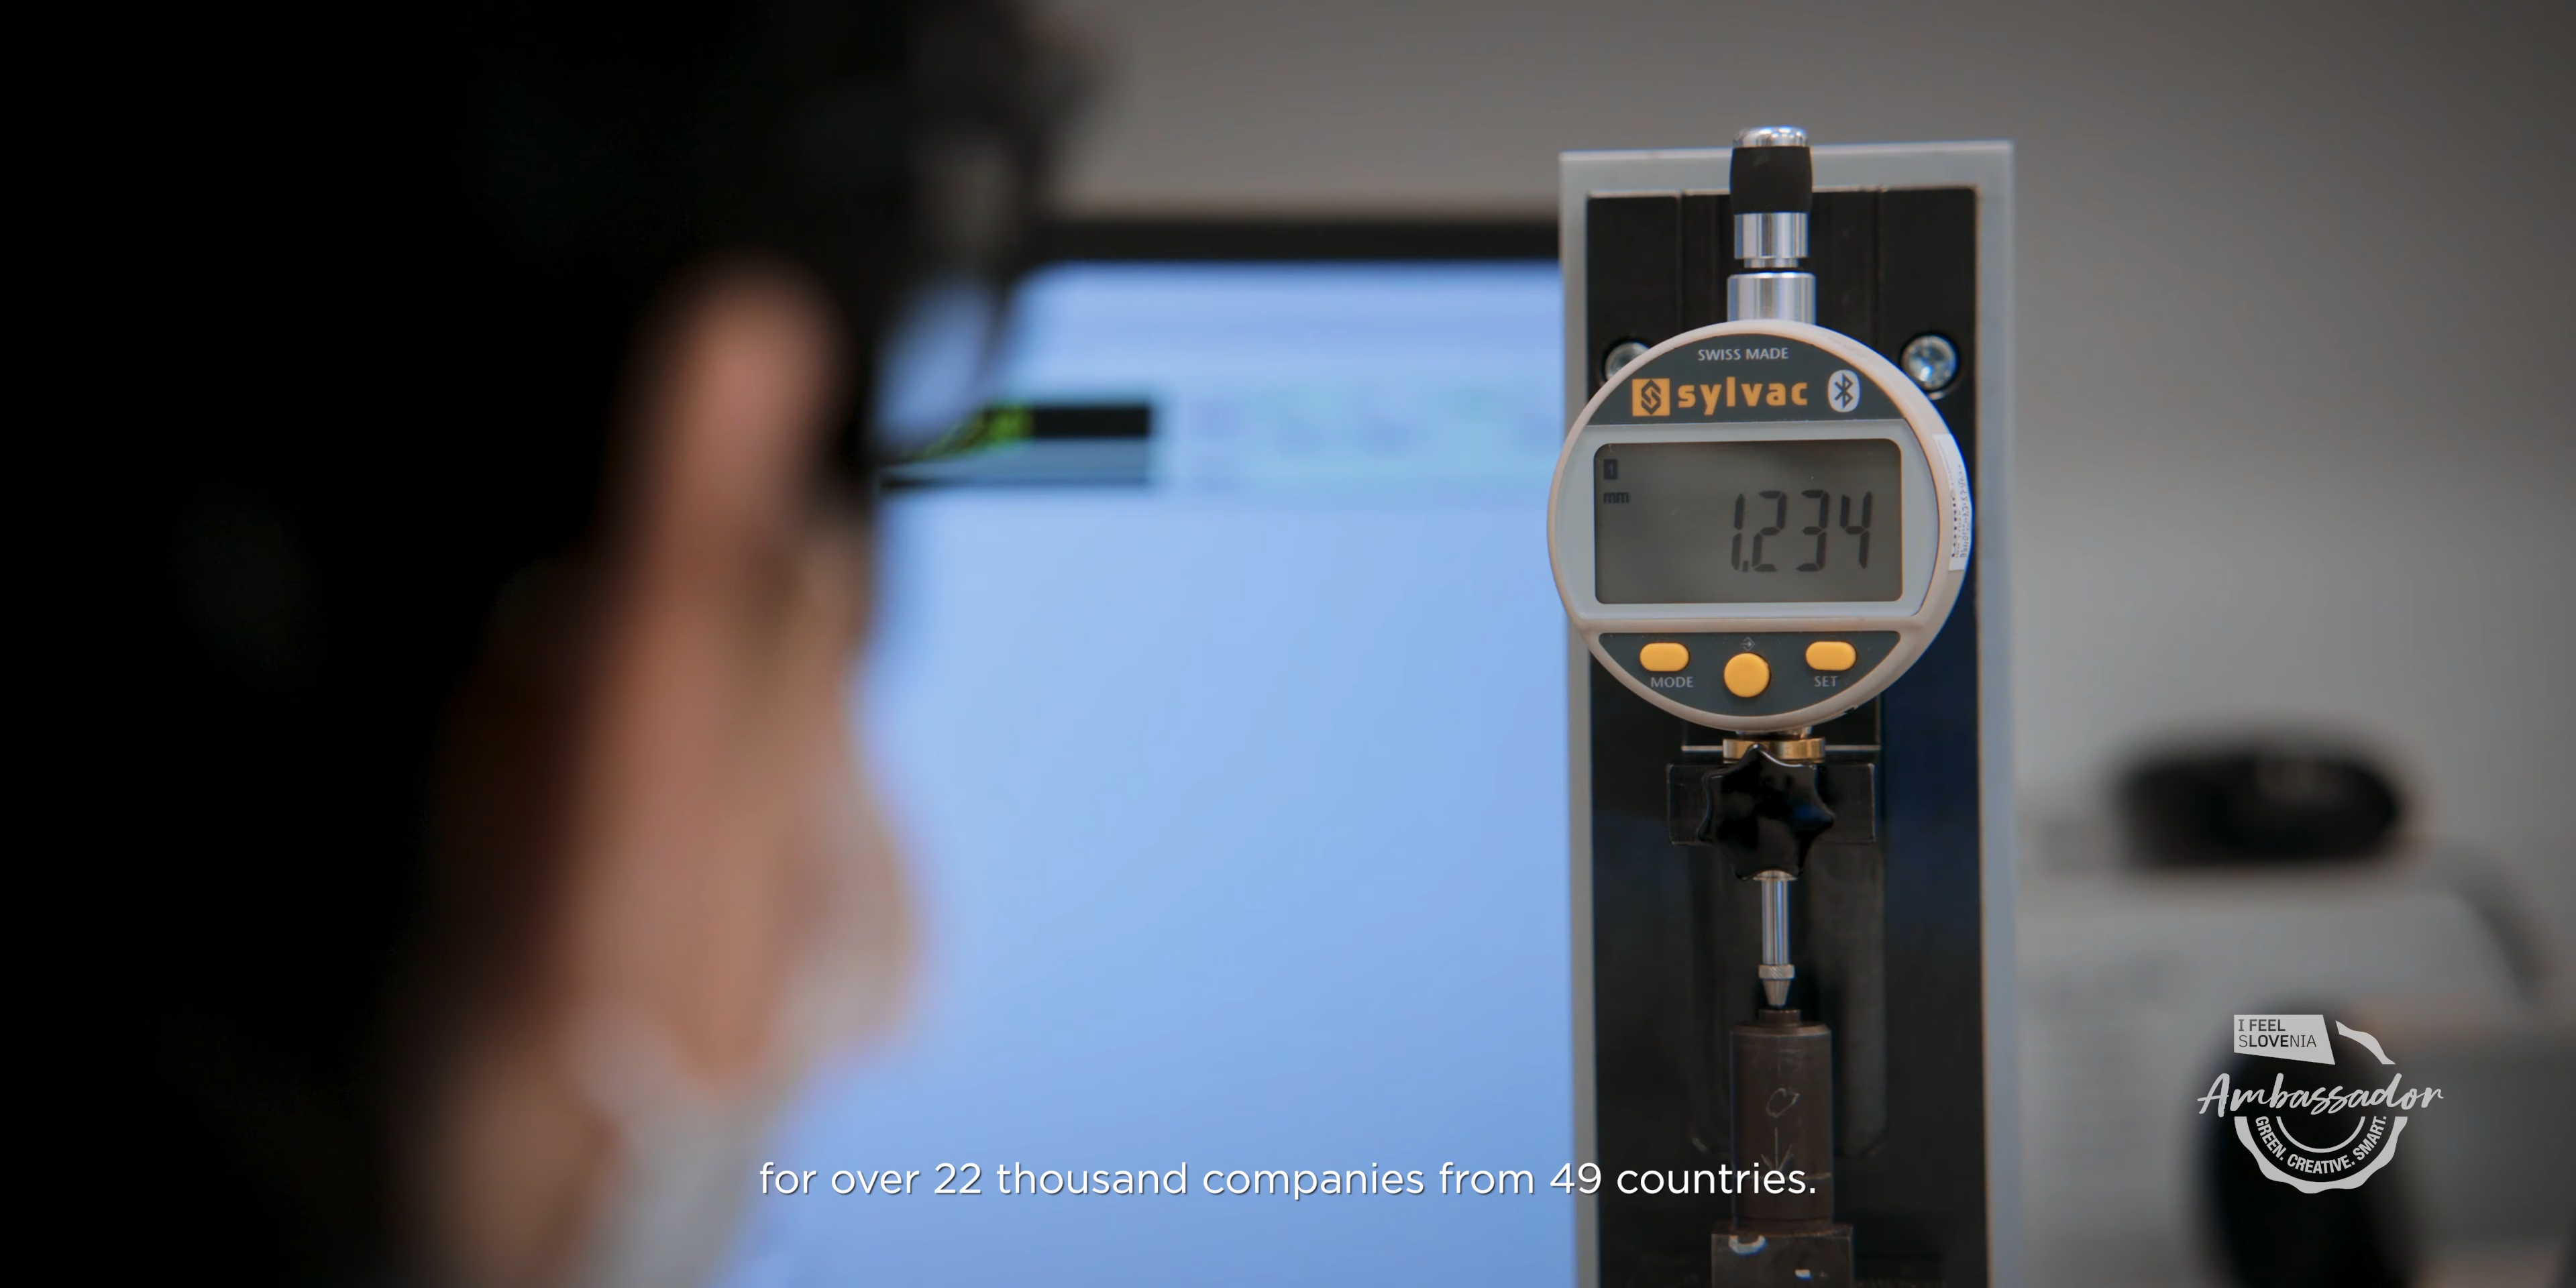 SWISS MADE
sylvac
1
mm
1.234
MODE
SET
I FEEL
SLOVENIA
Ambassador
GREEN. CREATIVE. SMART.
for over 22 thousand companies from 49 countries.